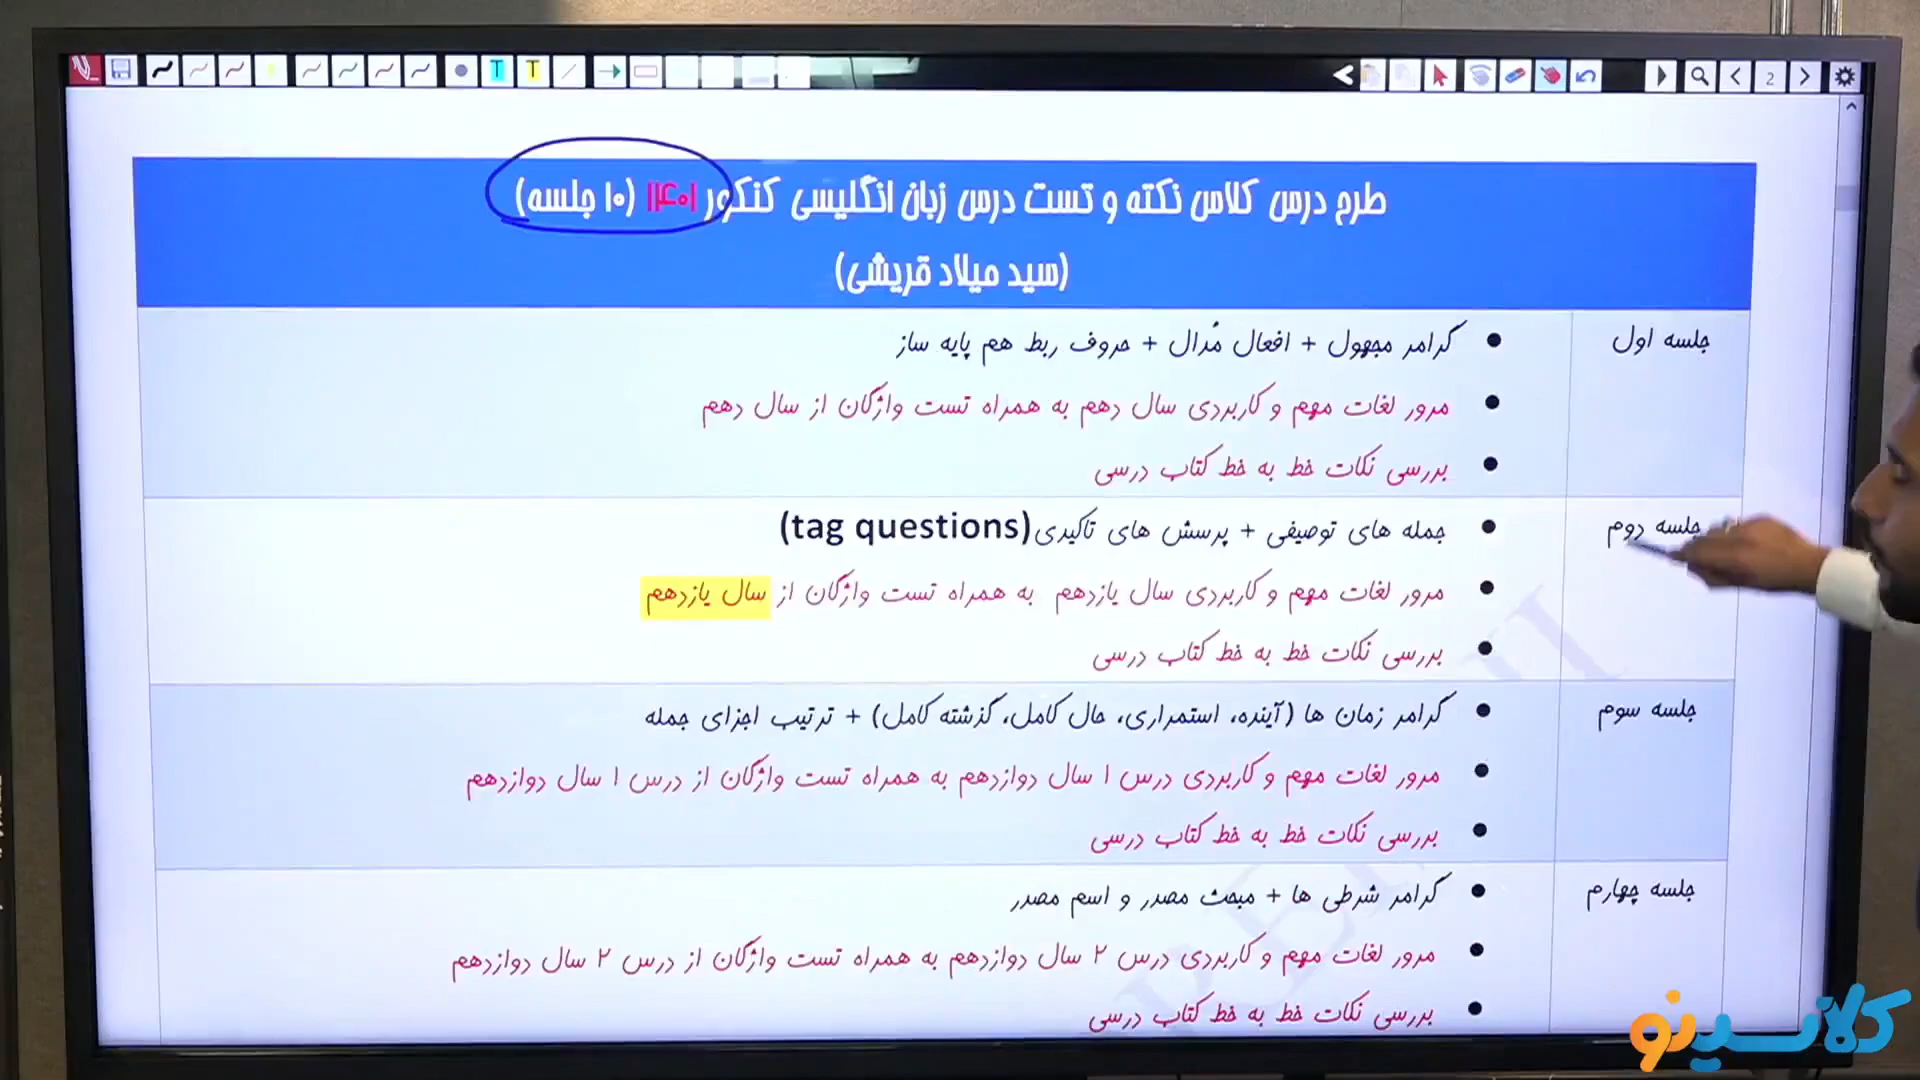 2
طرح درس کلاس نکته و تست درس زبان انگلیسی کنکور ۱۴۰۱ (۱۰ جلسه)
(سید میلاد قریشی)
جلسه اول
گرامر مجهول + افعال مُدال + حروف ربط هم پایه ساز
مرور لغات مهم و کاربردی سال دهم به همراه تست واژگان از سال دهم
بررسی نکات خط به خط کتاب درسی
جلسه دوم
جمله های توصیفی + پرسش های تاکیدی(tag questions)
مرور لغات مهم و کاربردی سال یازدهم به همراه تست واژگان از سال یازدهم
بررسی نکات خط به خط کتاب درسی
جلسه سوم
گرامر زمان ها (آینده، استمراری، حال کامل، گذشته کامل) + ترتیب اجزای جمله
مرور لغات مهم و کاربردی درس ۱ سال دوازدهم به همراه تست واژگان از درس ۱ سال دوازدهم
بررسی نکات خط به خط کتاب درسی
جلسه چهارم
گرامر شرطی ها + مبحث مصدر و اسم مصدر
مرور لغات مهم و کاربردی درس ۲ سال دوازدهم به همراه تست واژگان از درس ۲ سال دوازدهم
بررسی نکات خط به خط کتاب درسی
کلاسینو